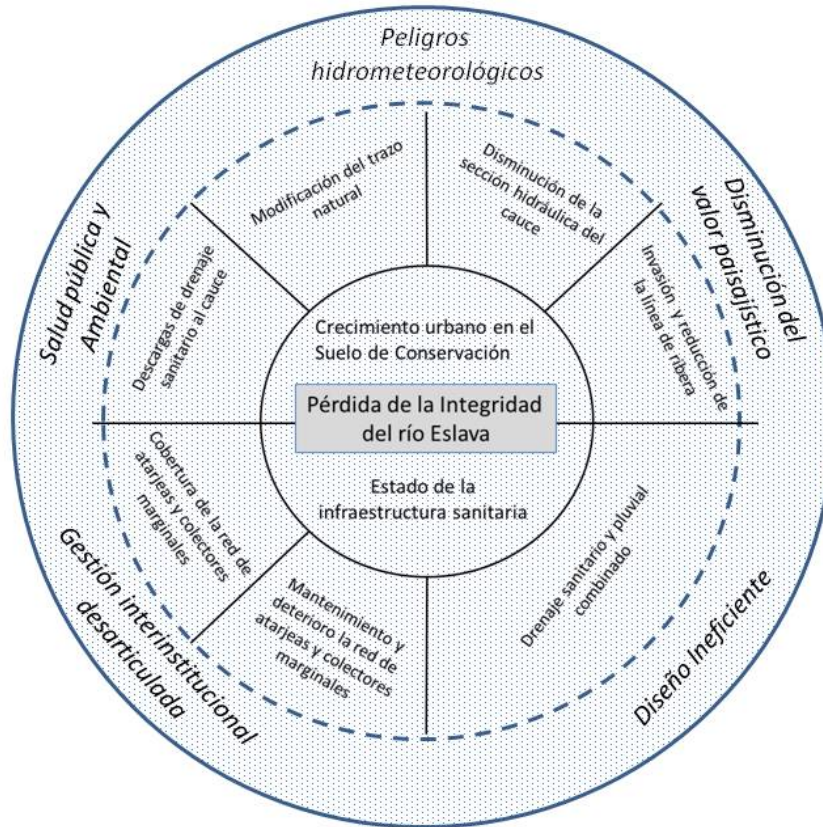 Peligros
hidrometeorológicos
Disminución del
valor paisajístico
Diseño Ineficiente
Gestión interinstitucional
desarticulada
Salud pública y
Ambiental
Modificación del trazo
natural
Disminución de la
sección hidráulica del
cauce
Invasión y reducción de
la línea de ribera
Drenaje sanitario y pluvial
combinado
Mantenimiento y
deterioro la red de
atarjeas y colectores
marginales
Cobertura de la red de
atarjeas y colectores
marginales
Descargas de drenaje
sanitario al cauce
Crecimiento urbano en el
Suelo de Conservación
Pérdida de la Integridad
del río Eslava
Estado de la
infraestructura sanitaria